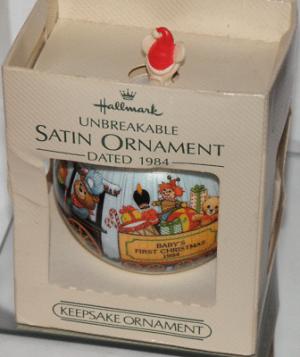 Hallmark
UNBREAKABLE
SATIN ORNAMENT
DATED 1984
BABY'S
FIRST CHRISTMAS
1984
KEEPSAKE ORNAMENT